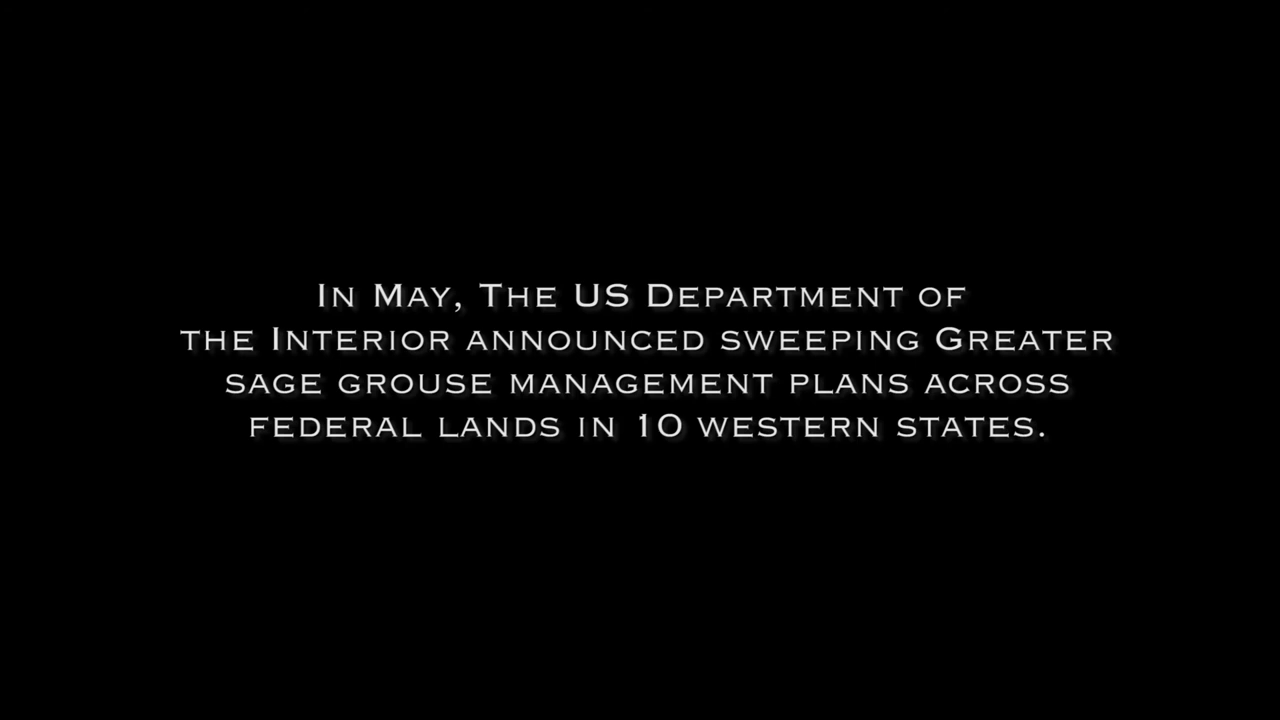 In May, The US Department of
the Interior announced sweeping Greater
sage grouse management plans across
federal lands in 10 western states.